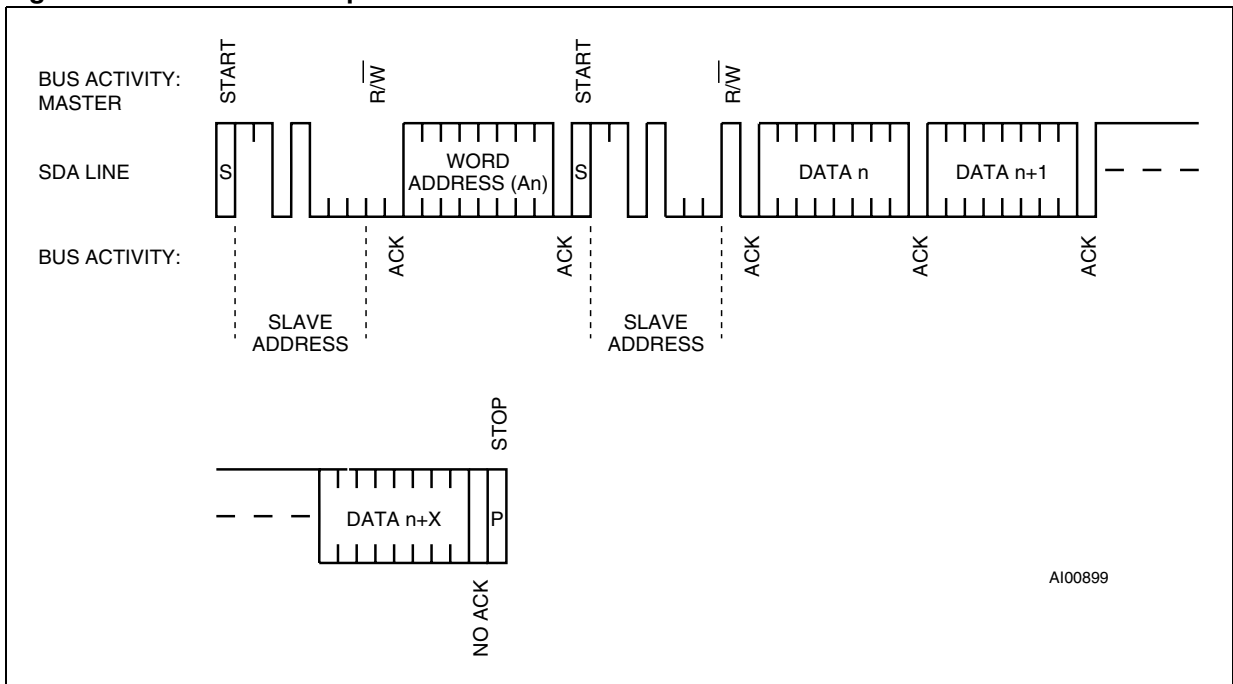 BUS ACTIVITY:
MASTER
START
R/W
START
R/W
SDA LINE
S
WORD
ADDRESS (An)
S
DATA n
DATA n+1
BUS ACTIVITY:
ACK
ACK
ACK
ACK
ACK
SLAVE
ADDRESS
SLAVE
ADDRESS
STOP
DATA n+X
P
NO ACK
AI00899